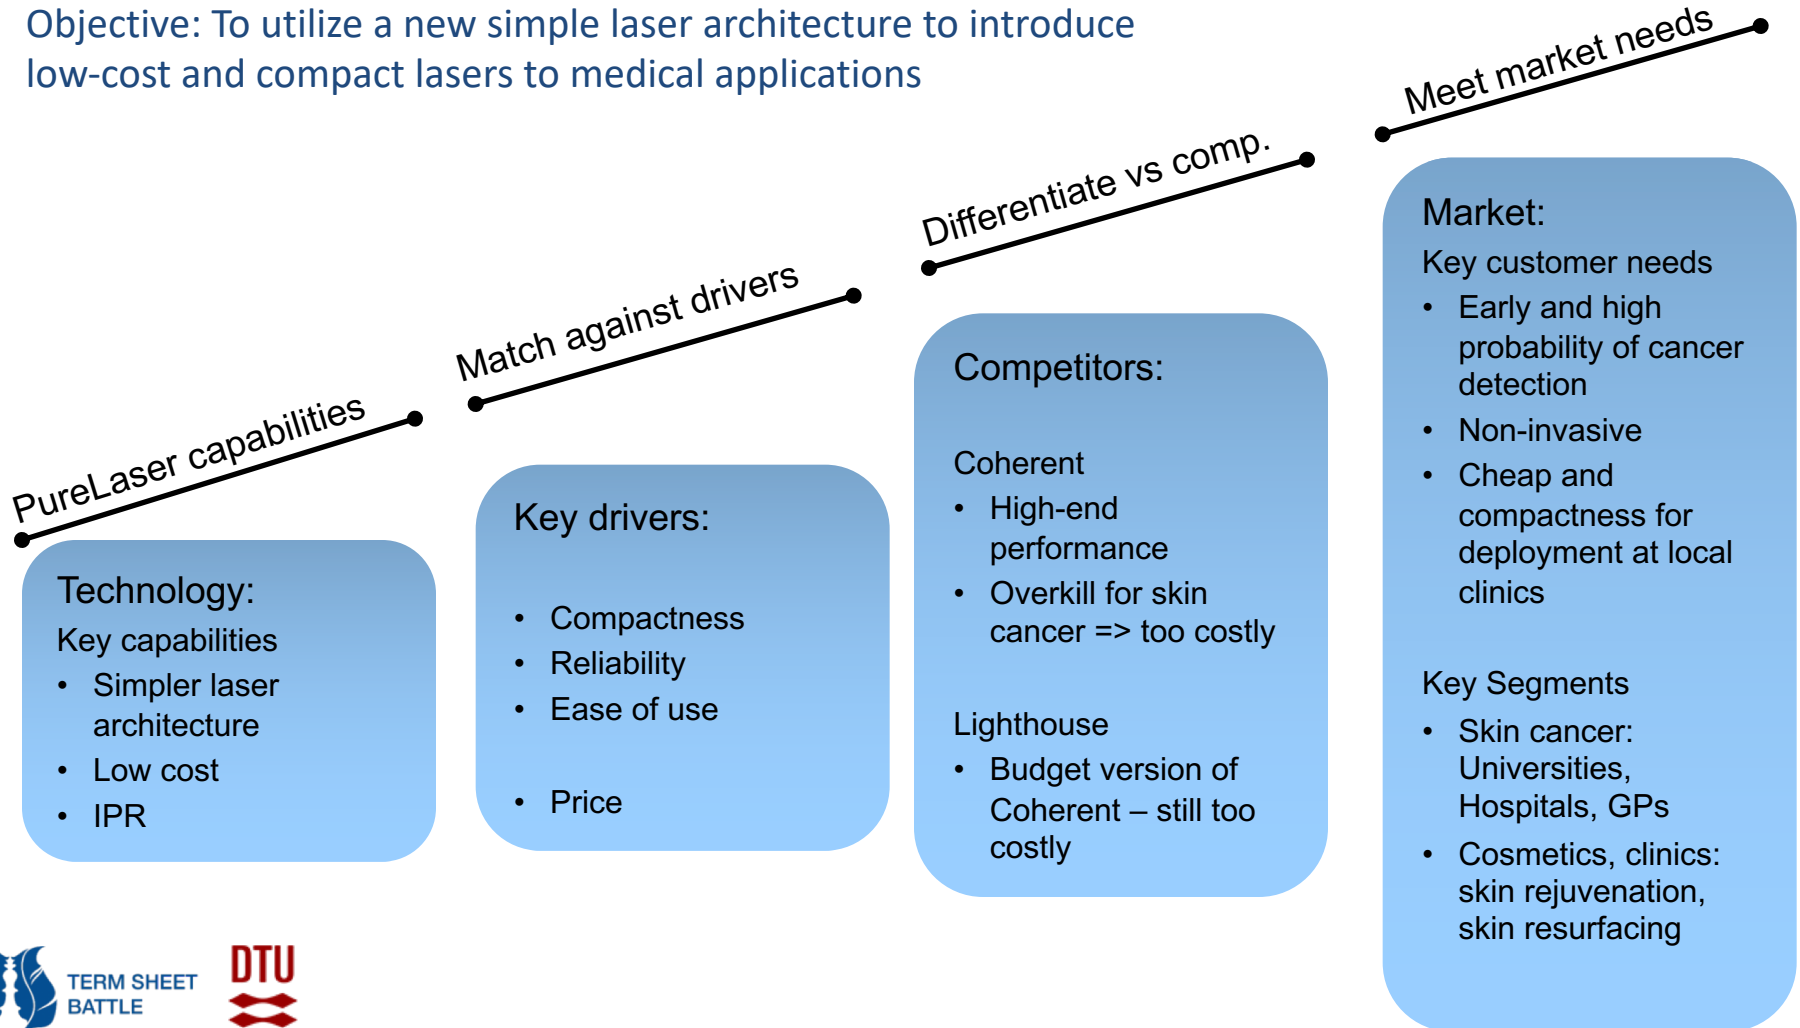 Objective: To utilize a new simple laser architecture to introduce
low-cost and compact lasers to medical applications
PureLaser capabilities
Technology:
Key capabilities
• Simpler laser
architecture
• Low cost
• IPR
Match against drivers
Key drivers:
• Compactness
• Reliability
• Ease of use
• Price
Differentiate vs comp.
Competitors:
Coherent
• High-end
performance
• Overkill for skin
cancer => too costly
Lighthouse
• Budget version of
Coherent – still too
costly
Meet market needs
Market:
Key customer needs
• Early and high
probability of cancer
detection
• Non-invasive
• Cheap and
compactness for
deployment at local
clinics
Key Segments
• Skin cancer:
Universities,
Hospitals, GPs
• Cosmetics, clinics:
skin rejuvenation,
skin resurfacing
TERM SHEET
BATTLE
DTU